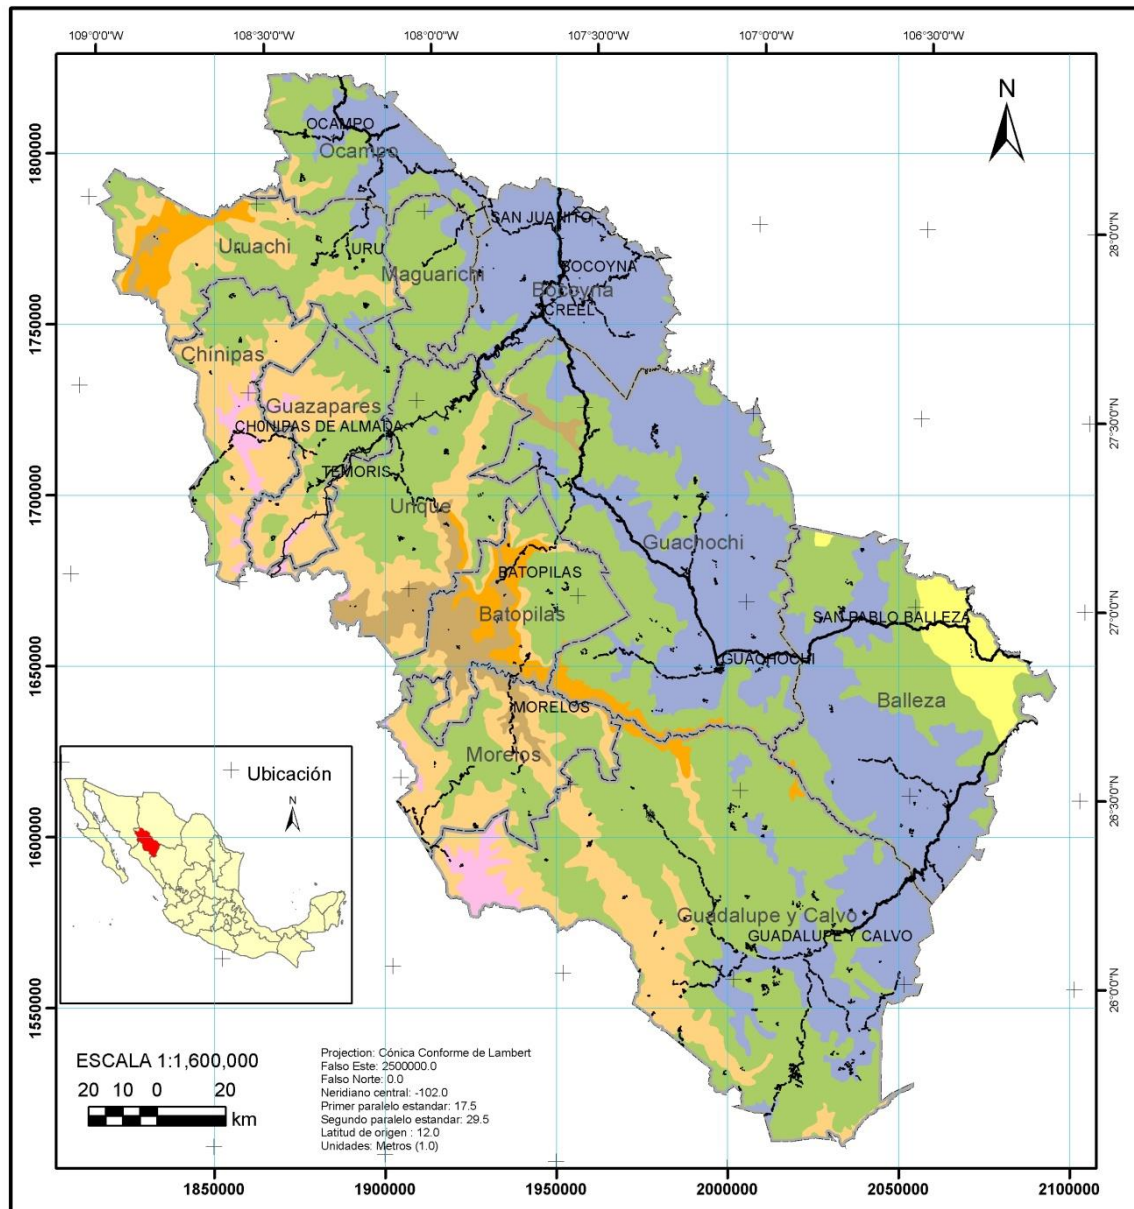 109°0'0"W 108°30'0"W 108°0'0"W 107°30'0"W 107°0'0"W 106°30'0"W
N
1800000
OCAMPO
Ocampo
SAN JUANITO
28°0'0"N
Uruachi
URU
Maguarichi
BOCOYNA
Bocoyna
CREEL
1750000
Chínipas
Guazapares
27°30'0"N
CH0NIPAS DE ALMADA
TEMORIS
1700000
Urique
Guachochi
BATOPILAS
Batopilas
27°0'0"N
SAN PABLO BALLEZA
1650000
GUACHOCHI
Balleza
MORELOS
Morelos
26°30'0"N
Ubicación
N
1600000
Guadalupe y Calvo
GUADALUPE Y CALVO
26°0'0"N
1550000
ESCALA 1:1,600,000
20 10 0 20
km
Projection: Cónica Conforme de Lambert
Falso Este: 2500000.0
Falso Norte: 0.0
Neridiano central: -102.0
Primer paralelo estandar: 17.5
Segundo paralelo estandar: 29.5
Latitud de origen : 12.0
Unidades: Metros (1.0)
1850000 1900000 1950000 2000000 2050000 2100000